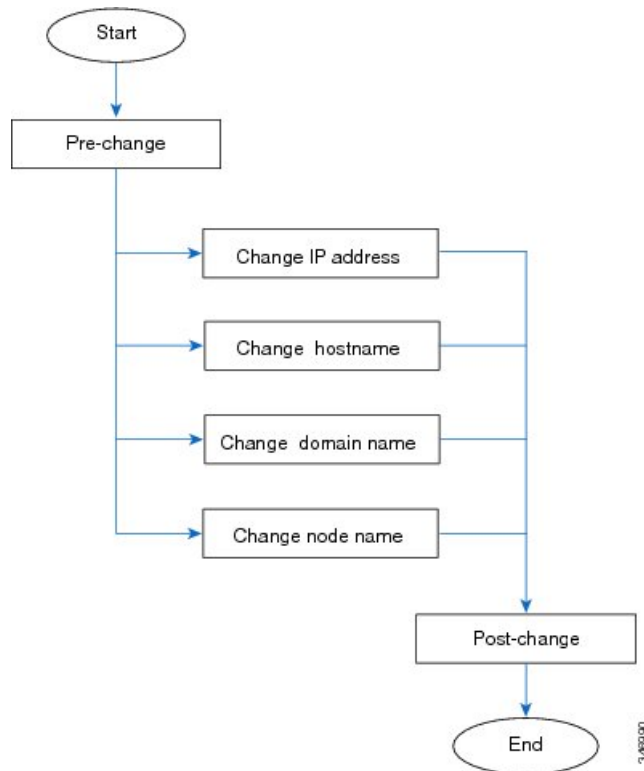 Start
Pre-change
Change IP address
Change hostname
Change domain name
Change node name
Post-change
End